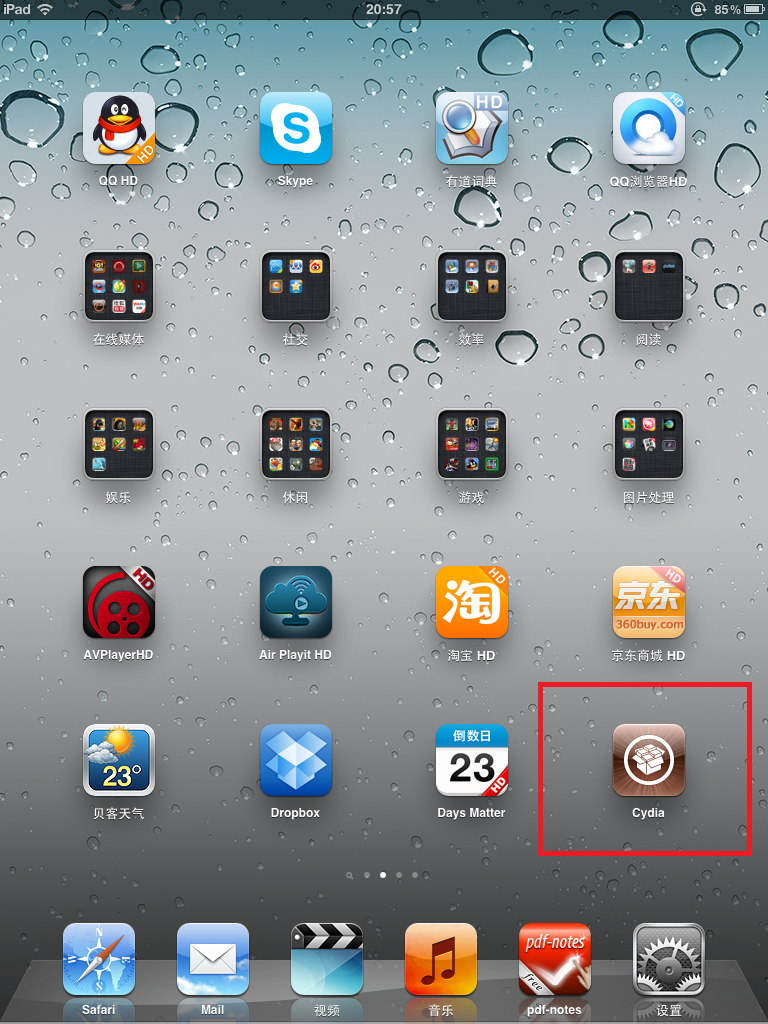 iPad
20:57
85%
HD
HD
HD
S
QQ HD
Skype
有道词典
QQ浏览器HD
在线媒体
社交
效率
阅读
娱乐
休闲
游戏
图片处理
HD
HD
淘
HD
京东
360buy.com
AVPlayerHD
Air Playit HD
淘宝 HD
京东商城 HD
23°
倒数日
23
HD
贝客天气
Dropbox
Days Matter
Cydia
N
pdf-notes
free
Safari
Mail
视频
音乐
pdf-notes
设置